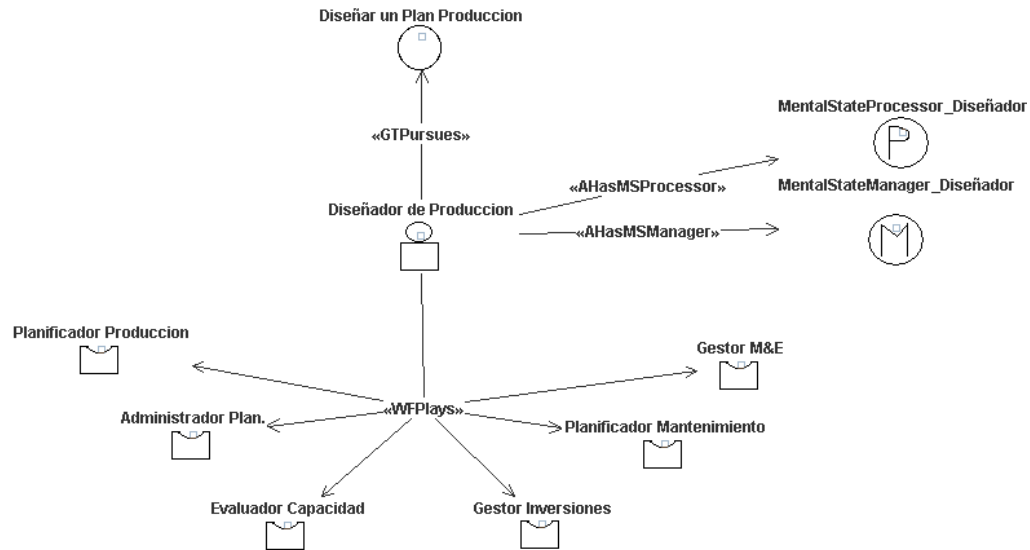 Diseñar un Plan Produccion
«GTPursues»
MentalStateProcessor_Diseñador
P
«AHasMSProcessor»
MentalStateManager_Diseñador
Diseñador de Produccion
«AHasMSManager»
M
Planificador Produccion
Gestor M&E
«WFPlays»
Administrador Plan.
Planificador Mantenimiento
Evaluador Capacidad
Gestor Inversiones